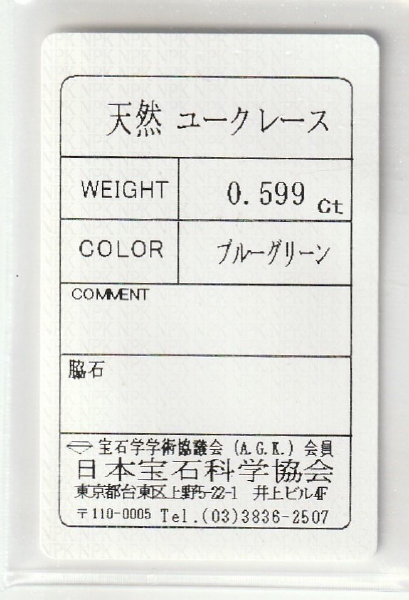 天然 ユークレース
WEIGHT 0.599 ct
COLOR ブルーグリーン
COMMENT
脇石
宝石学学術協議会 (A.G.K.) 会員
日本宝石科学協会
東京都台東区上野5-22-1 井上ビル4F
〒110-0005 Tel.(03)3836-2507